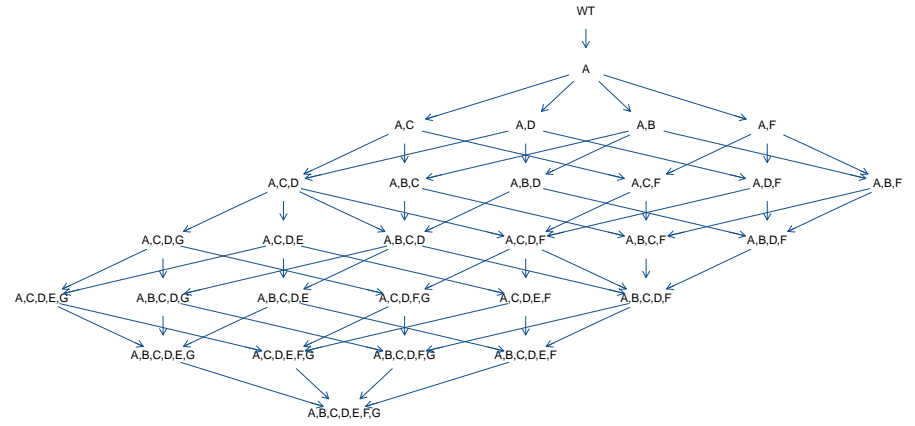 WT
A
A,C A,D A,B A,F
A,C,D A,B,C A,B,D A,C,F A,D,F A,B,F
A,C,D,G A,C,D,E A,B,C,D A,C,D,F A,B,C,F A,B,D,F
A,C,D,E,G A,B,C,D,G A,B,C,D,E A,C,D,F,G A,C,D,E,F A,B,C,D,F
A,B,C,D,E,G A,C,D,E,F,G A,B,C,D,F,G A,B,C,D,E,F
A,B,C,D,E,F,G